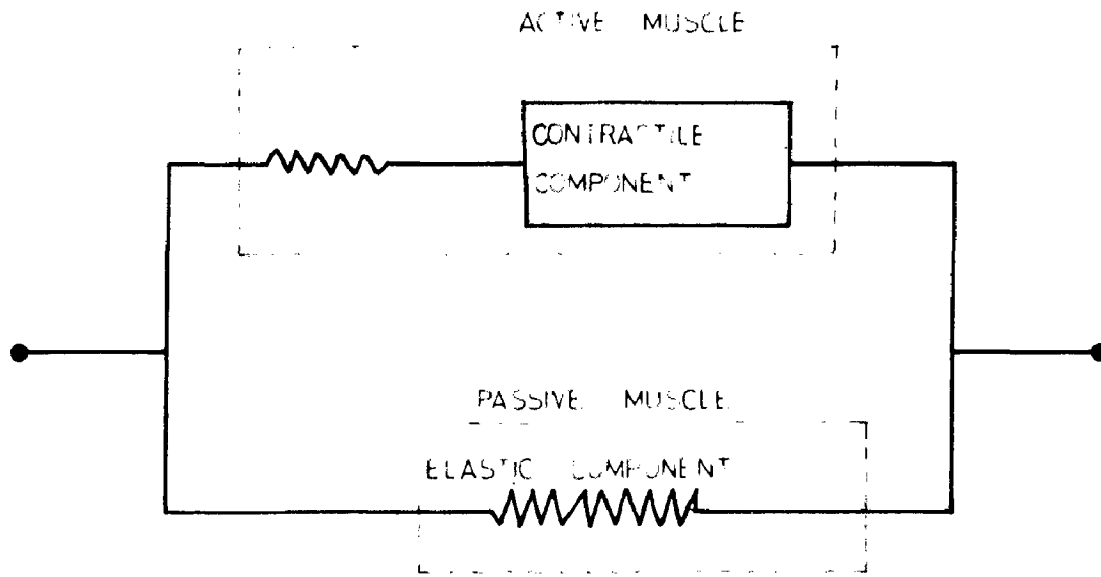 ACTIVE MUSCLE
CONTRACTILE
COMPONENT
PASSIVE MUSCLE
ELASTIC COMPONENT